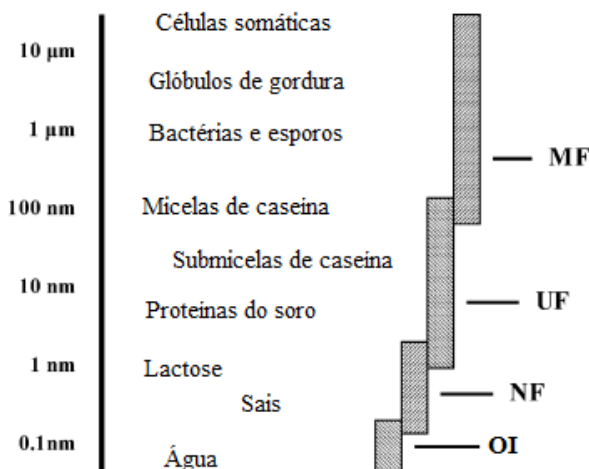 Células somáticas
10 µm
Glóbulos de gordura
1 µm
Bactérias e esporos
MF
100 nm
Micelas de caseína
Submicelas de caseína
10 nm
UF
Proteínas do soro
1 nm
Lactose
NF
Sais
0.1nm
OI
Água